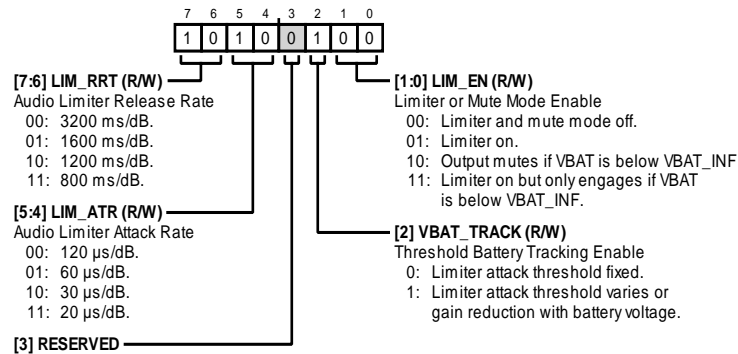 7 6 5 4 3 2 1 0
1 0 1 0 0 1 0 0
[7:6] LIM_RRT (R/W)
Audio Limiter Release Rate
00: 3200 ms/dB.
01: 1600 ms/dB.
10: 1200 ms/dB.
11: 800 ms/dB.
[5:4] LIM_ATR (R/W)
Audio Limiter Attack Rate
00: 120 µs/dB.
01: 60 µs/dB.
10: 30 µs/dB.
11: 20 µs/dB.
[3] RESERVED
[1:0] LIM_EN (R/W)
Limiter or Mute Mode Enable
00: Limiter and mute mode off.
01: Limiter on.
10: Output mutes if VBAT is below VBAT_INF
11: Limiter on but only engages if VBAT
is below VBAT_INF.
[2] VBAT_TRACK (R/W)
Threshold Battery Tracking Enable
0: Limiter attack threshold fixed.
1: Limiter attack threshold varies or
gain reduction with battery voltage.